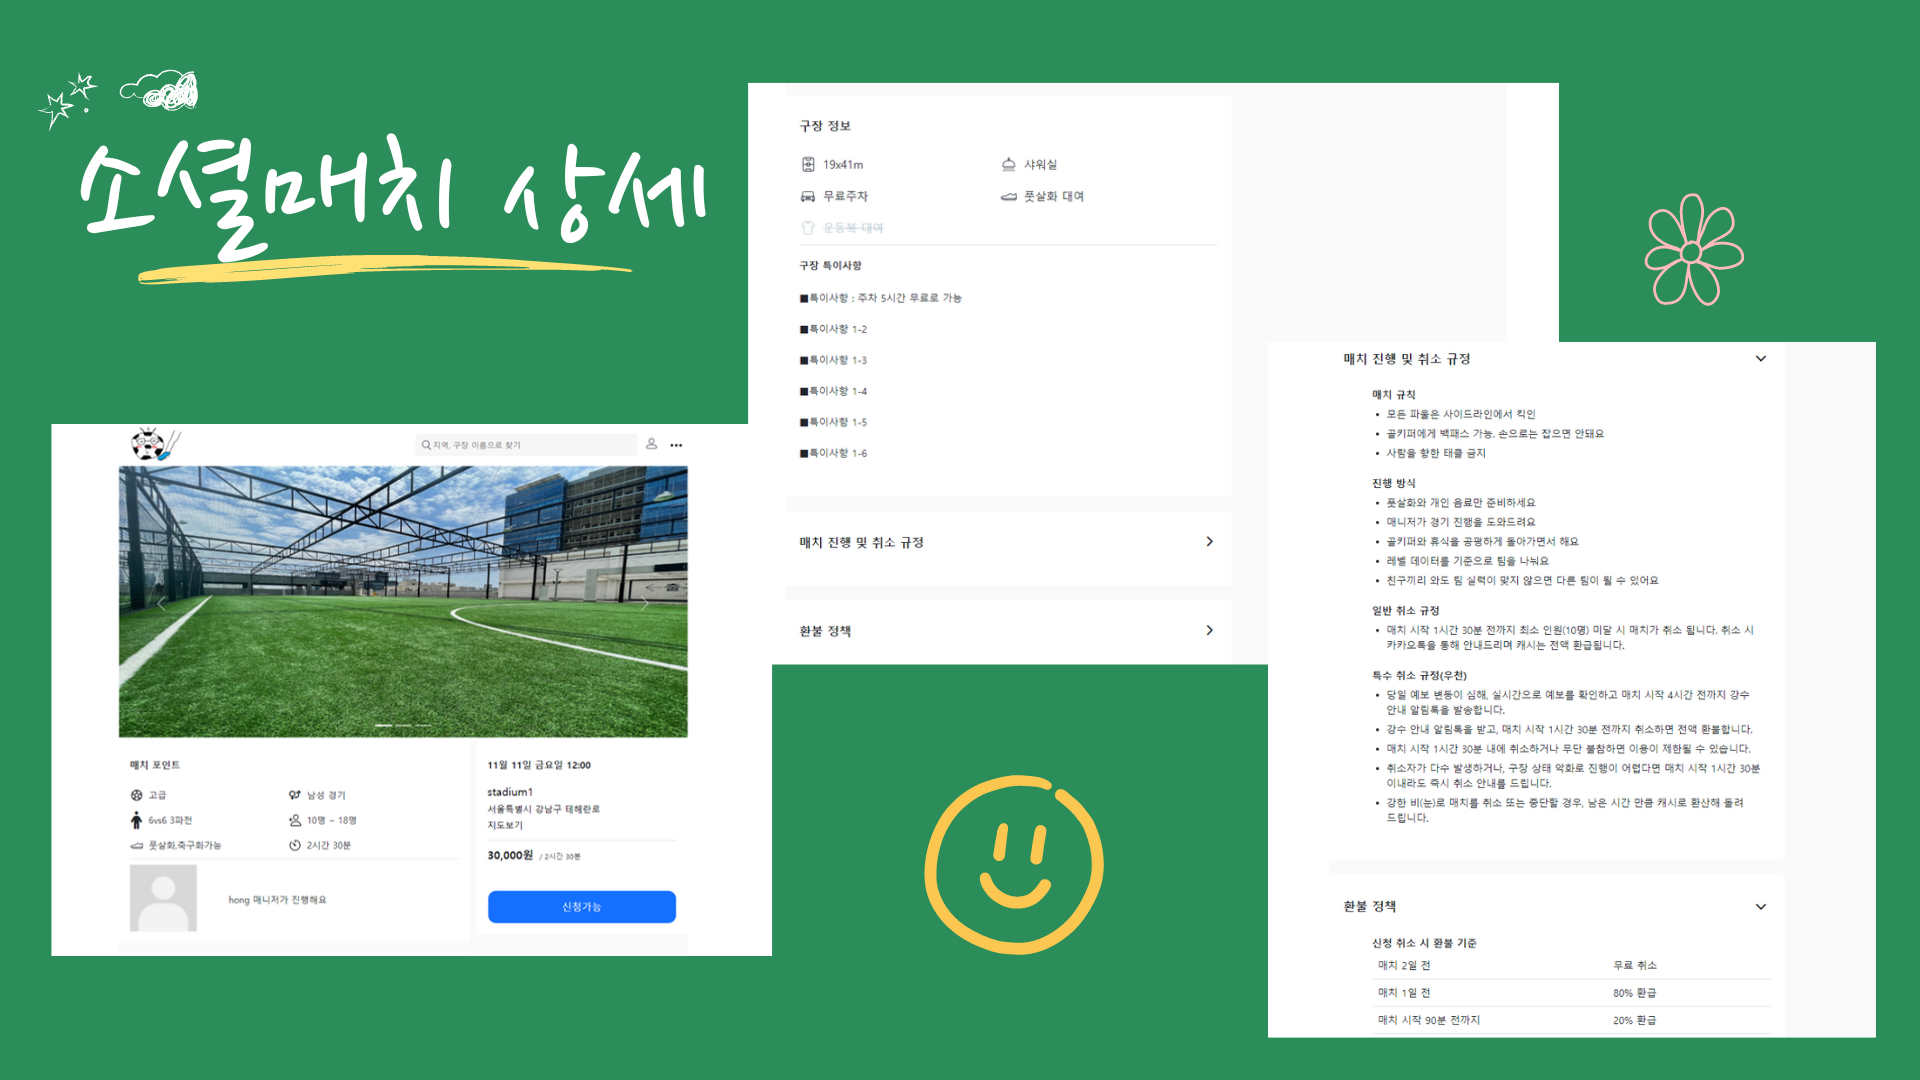 소셜매치 상세
지역, 구장 이름으로 찾기
매치 포인트
고급
남성 경기
6vs6 3파전
10명 ~ 18명
풋살화,축구화가능
2시간 30분
hong 매니저가 진행해요
11월 11일 금요일 12:00
stadium1
서울특별시 강남구 테헤란로
지도보기
30,000원 / 2시간 30분
신청가능
구장 정보
19x41m
샤워실
무료주차
풋살화 대여
운동복 대여
구장 특이사항
■특이사항 : 주차 5시간 무료로 가능
■특이사항 1-2
■특이사항 1-3
■특이사항 1-4
■특이사항 1-5
■특이사항 1-6
매치 진행 및 취소 규정
환불 정책
매치 진행 및 취소 규정
매치 규칙
• 모든 파울은 사이드라인에서 킥인
• 골키퍼에게 백패스 가능. 손으로는 잡으면 안돼요
• 사람을 향한 태클 금지
진행 방식
• 풋살화와 개인 음료만 준비하세요
• 매니저가 경기 진행을 도와드려요
• 골키퍼와 휴식을 공평하게 돌아가면서 해요
• 레벨 데이터를 기준으로 팀을 나눠요
• 친구끼리 와도 팀 실력이 맞지 않으면 다른 팀이 될 수 있어요
일반 취소 규정
• 매치 시작 1시간 30분 전까지 최소 인원(10명) 미달 시 매치가 취소 됩니다. 취소 시
카카오톡을 통해 안내드리며 캐시는 전액 환급됩니다.
특수 취소 규정(우천)
• 당일 예보 변동이 심해, 실시간으로 예보를 확인하고 매치 시작 4시간 전까지 강수
안내 알림톡을 발송합니다.
• 강수 안내 알림톡을 받고, 매치 시작 1시간 30분 전까지 취소하면 전액 환불합니다.
• 매치 시작 1시간 30분 내에 취소하거나 무단 불참하면 이용이 제한될 수 있습니다.
• 취소자가 다수 발생하거나, 구장 상태 악화로 진행이 어렵다면 매치 시작 1시간 30분
이내라도 즉시 취소 안내를 드립니다.
• 강한 비(눈)로 매치를 취소 또는 중단할 경우, 남은 시간 만큼 캐시로 환산해 돌려
드립니다.
환불 정책
신청 취소 시 환불 기준
매치 2일 전 무료 취소
매치 1일 전 80% 환급
매치 시작 90분 전까지 20% 환급